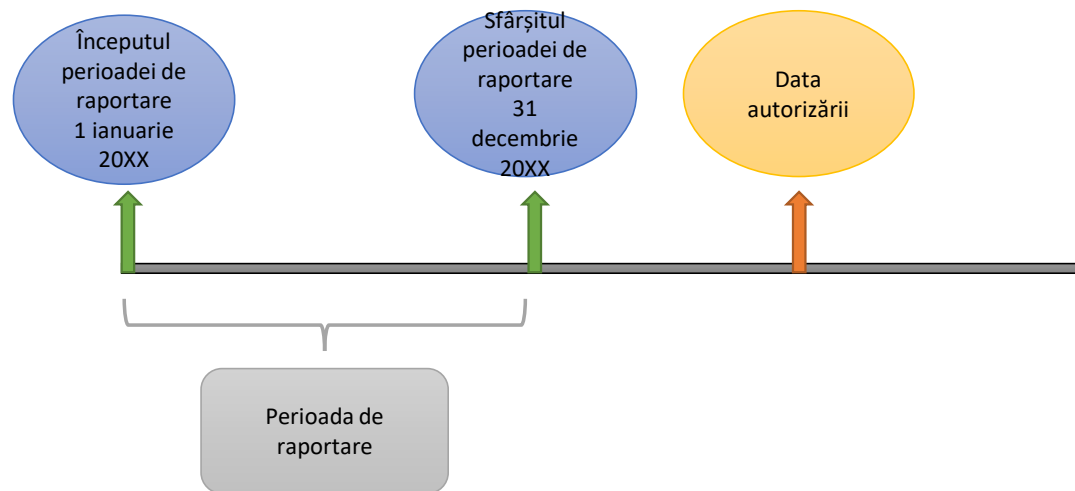 Începutul
perioadei de
raportare
1 ianuarie
20XX
Sfârșitul
perioadei de
raportare
31
decembrie
20XX
Data
autorizării
Perioada de
raportare